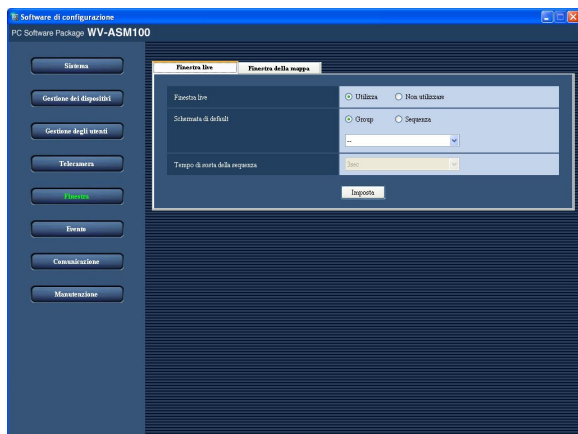 Software di configurazione
PC Software Package WV-ASM100
Sistema
Gestione dei dispositivi
Gestione degli utenti
Telecamera
Finestra
Evento
Comunicazione
Manutenzione
Finestra live Finestra della mappa
Finestra live Utilizza Non utilizzare
Schermata di default Group Sequenza
--
Tempo di sosta della sequenza
Imposta